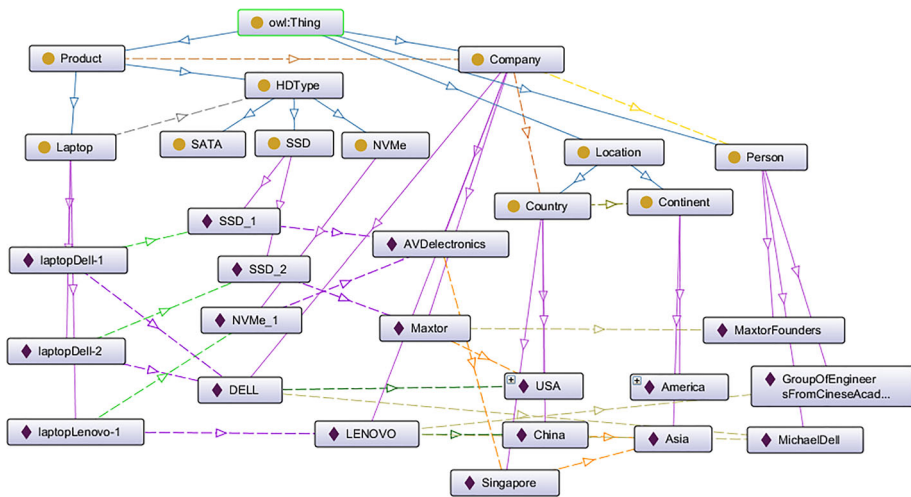 owl:Thing
Product
Company
HDType
Laptop
SATA
SSD
NVMe
Location
Person
Country
Continent
SSD_1
AVDelectronics
laptopDell-1
SSD_2
NVMe_1
Maxtor
MaxtorFounders
laptopDell-2
DELL
USA
America
GroupOfEngineer
sFromCineseAcad...
laptopLenovo-1
LENOVO
China
Asia
MichaelDell
Singapore